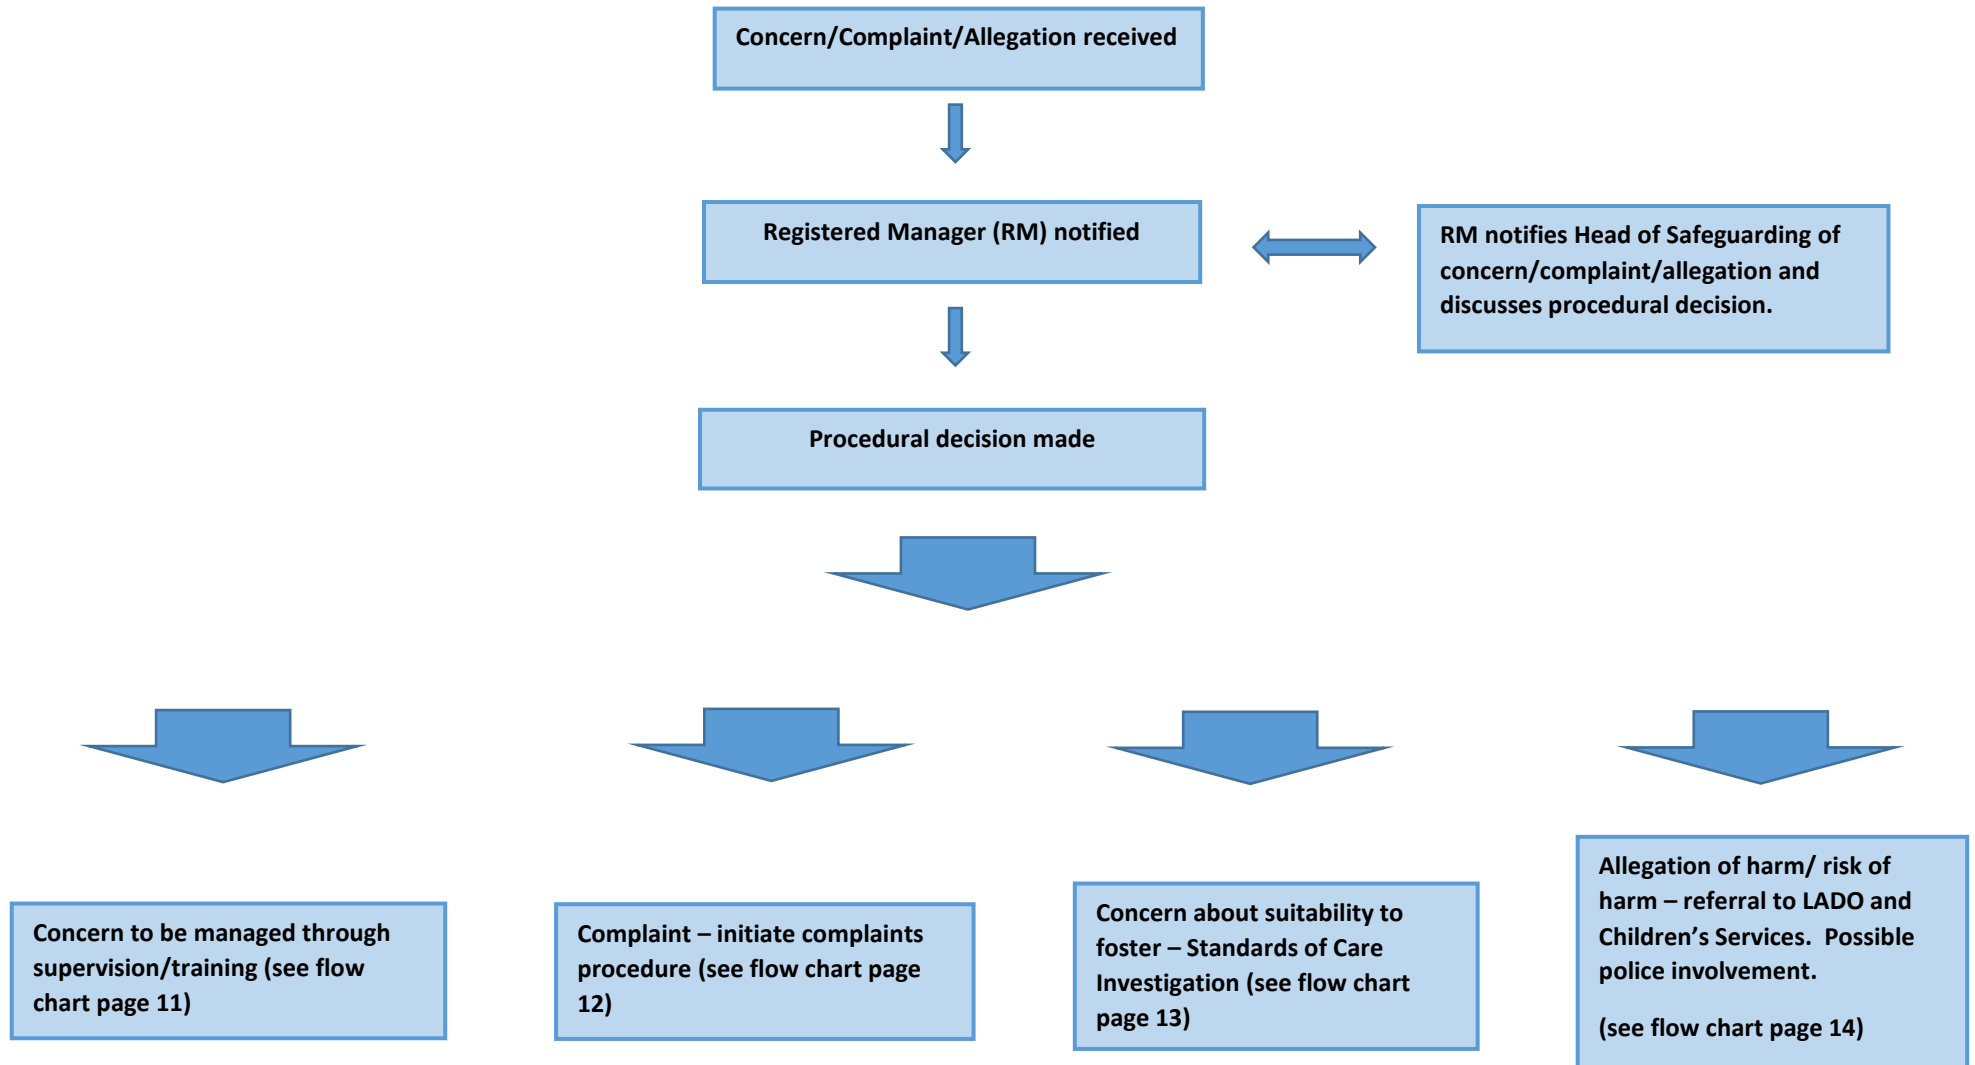 Concern/Complaint/Allegation received
Registered Manager (RM) notified
RM notifies Head of Safeguarding of
concern/complaint/allegation and
discusses procedural decision.
Procedural decision made
Concern to be managed through
supervision/training (see flow
chart page 11)
Complaint – initiate complaints
procedure (see flow chart page
12)
Concern about suitability to
foster – Standards of Care
Investigation (see flow chart
page 13)
Allegation of harm/ risk of
harm – referral to LADO and
Children’s Services.  Possible
police involvement.
(see flow chart page 14)